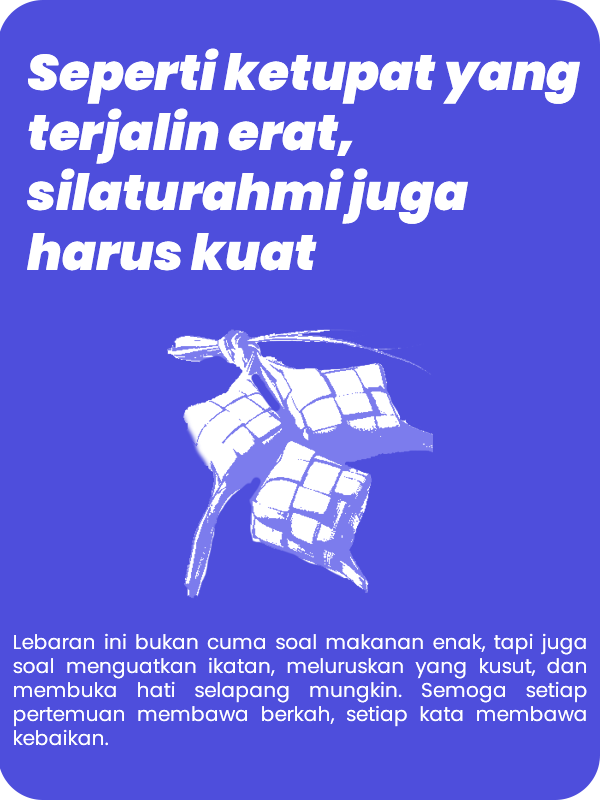 Seperti ketupat yang
terjalin erat,
silaturahmi juga
harus kuat
Lebaran ini bukan cuma soal makanan enak, tapi juga
soal menguatkan ikatan, meluruskan yang kusut, dan
membuka hati selapang mungkin. Semoga setiap
pertemuan membawa berkah, setiap kata membawa
kebaikan.